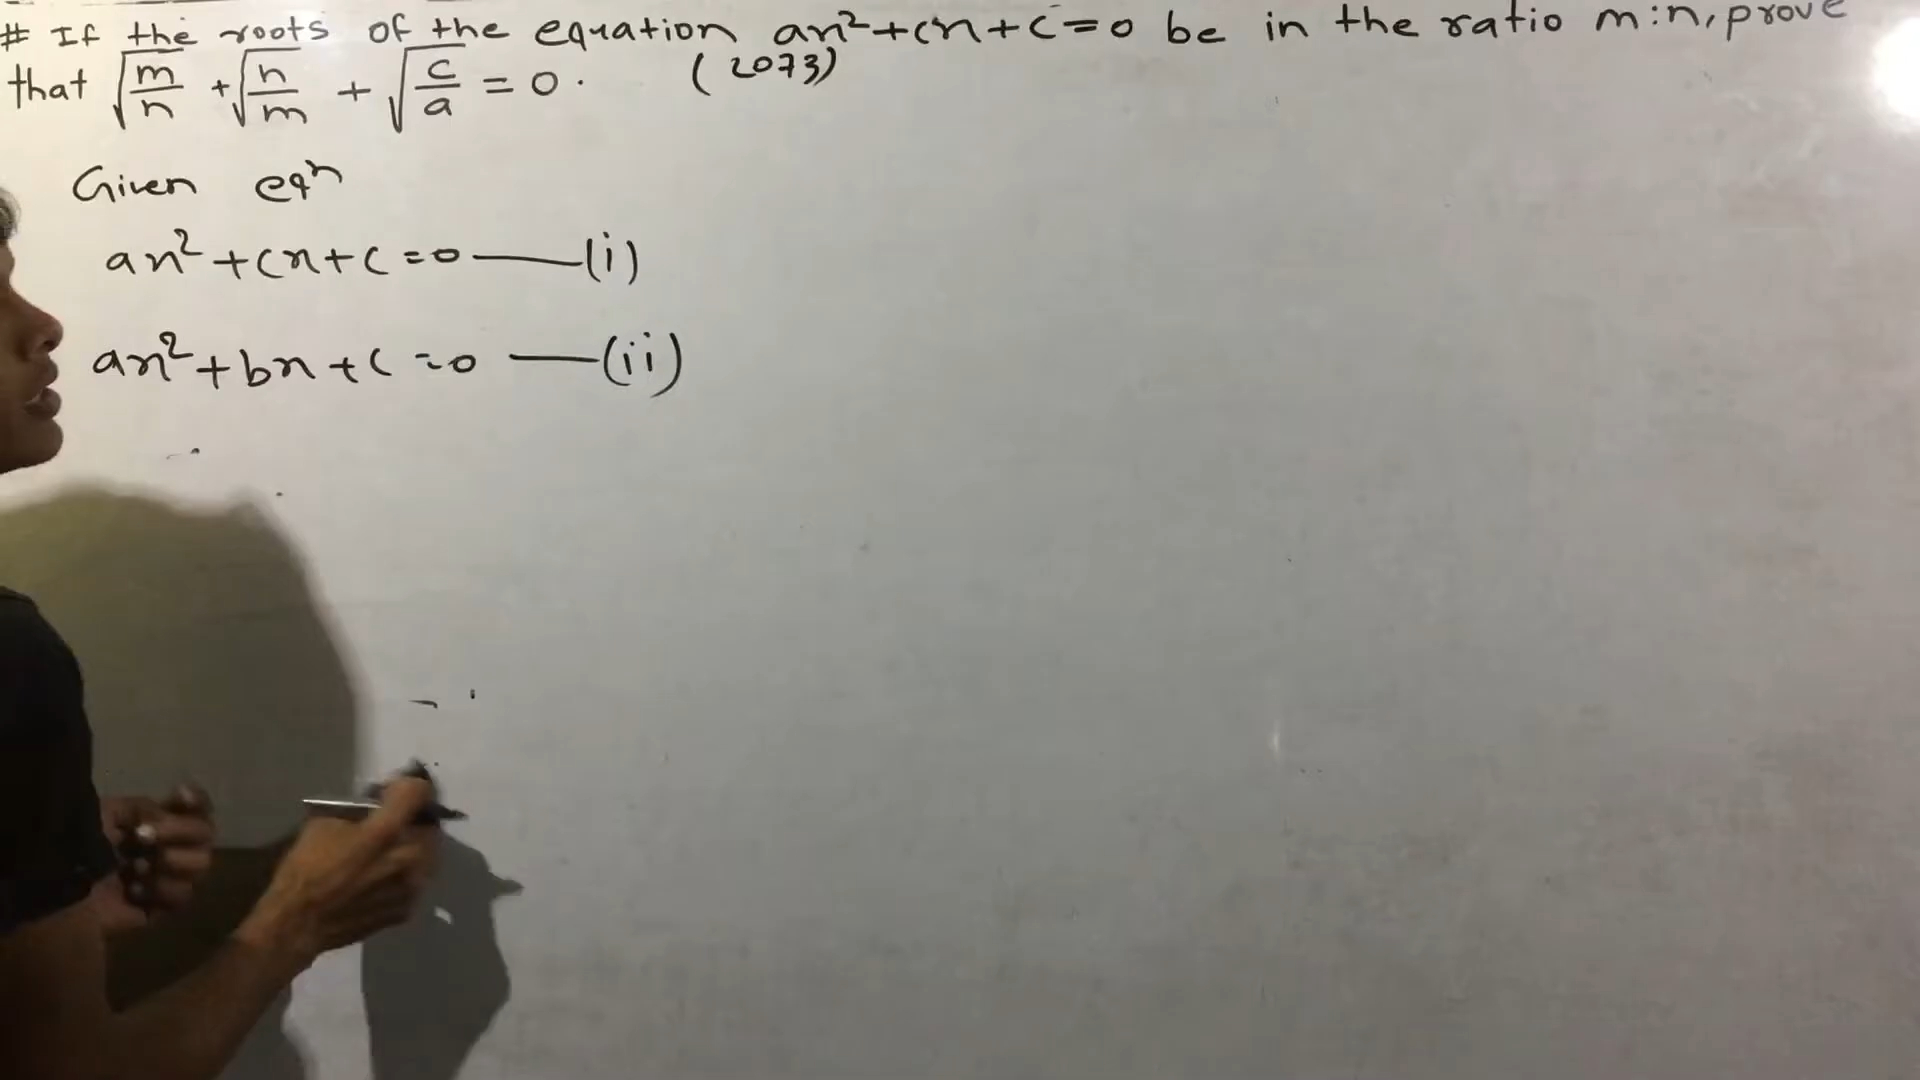 # If the roots of the equation ax²+cx+c=0 be in the ratio m:n, prove
that √(m/n) + √(n/m) + √(c/a) = 0. (2073)
Given eqⁿ
ax²+cx+c=0 ——(i)
ax²+bx+c=0 ——(ii)